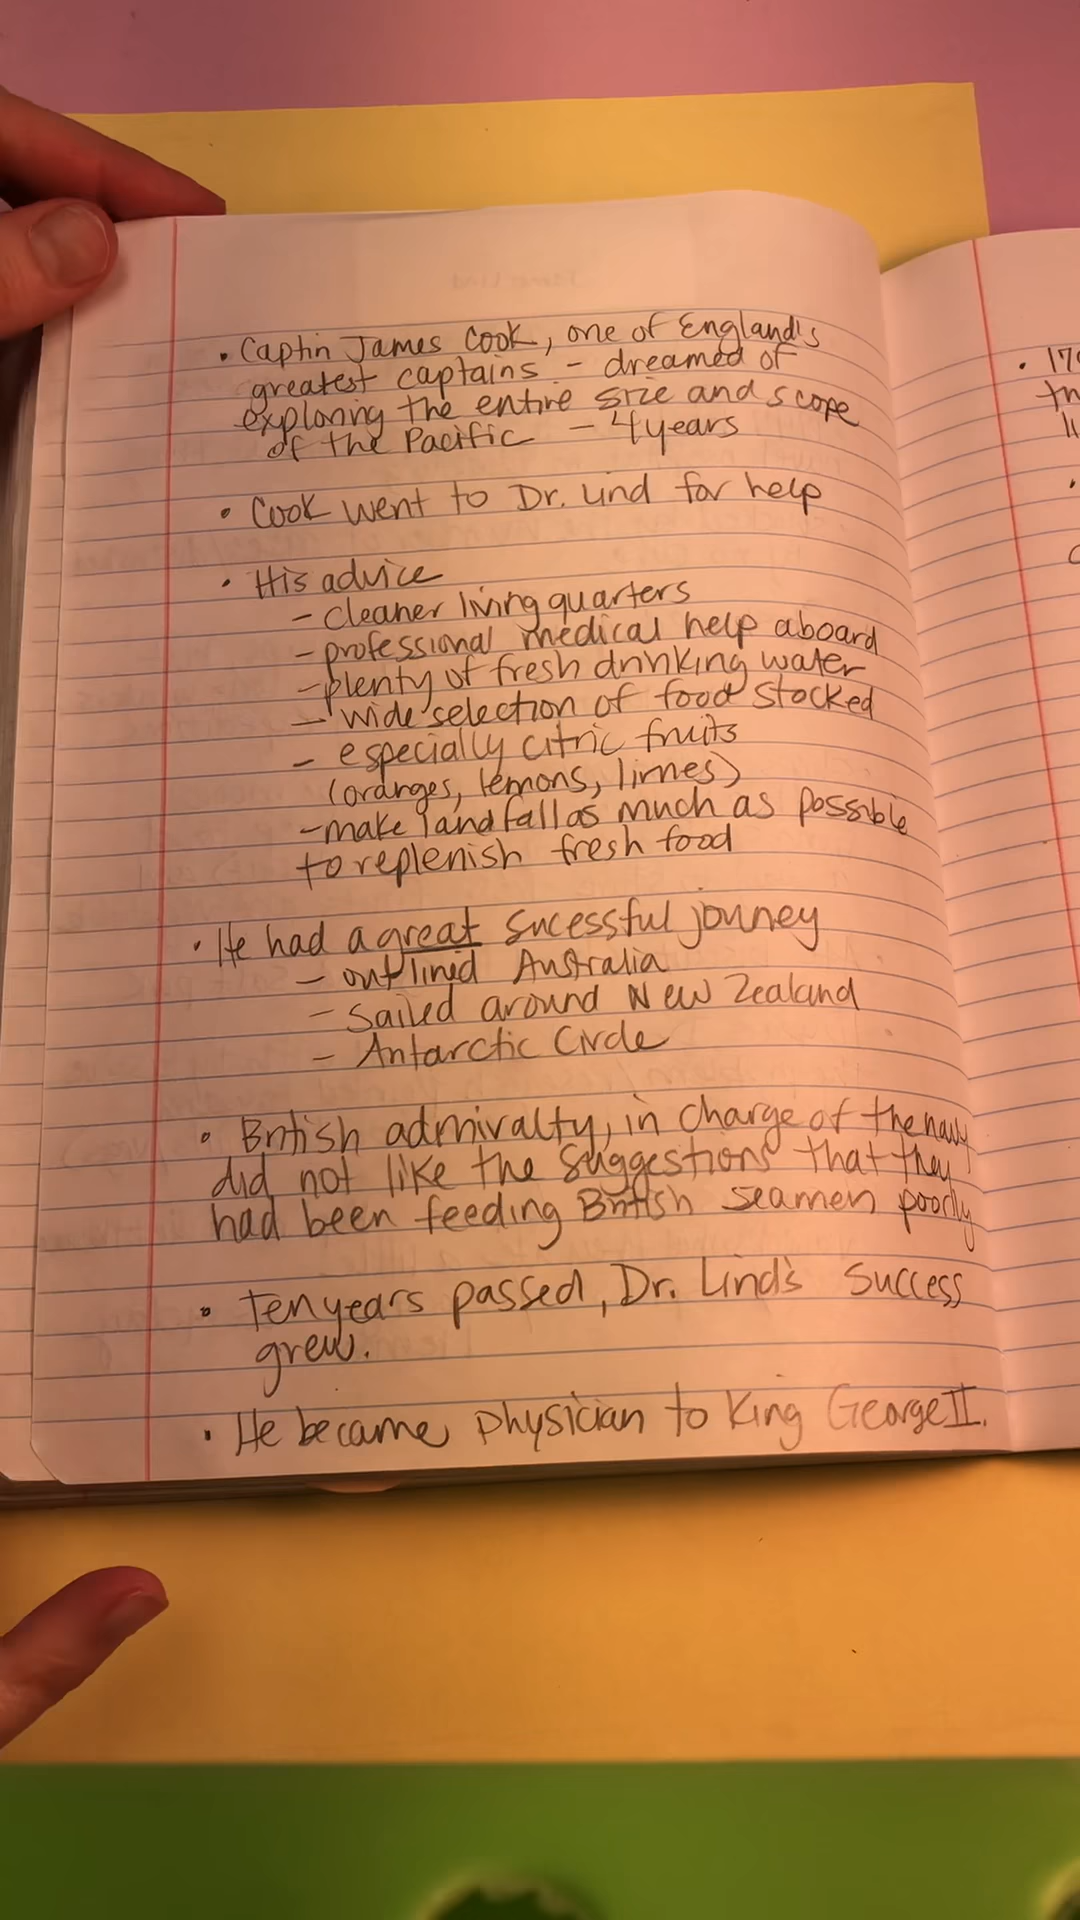 • Captin James Cook, one of England's
greatest captains - dreamed of
exploring the entire size and scope
of the Pacific - 4 years
• Cook went to Dr. Lind for help
• His advice
- cleaner living quarters
- professional medical help aboard
- plenty of fresh drinking water
- wide selection of food stocked
- especially citric fruits
(oranges, lemons, limes)
- make landfall as much as possible
to replenish fresh food
• He had a great sucessful jouney
- outlined Australia
- Sailed around New Zealand
- Antarctic Circle
• British admiralty, in charge of the navy
did not like the suggestions that they
had been feeding British seamen poorly
• Ten years passed, Dr. Lind's success
grew.
• He became physician to King George II.